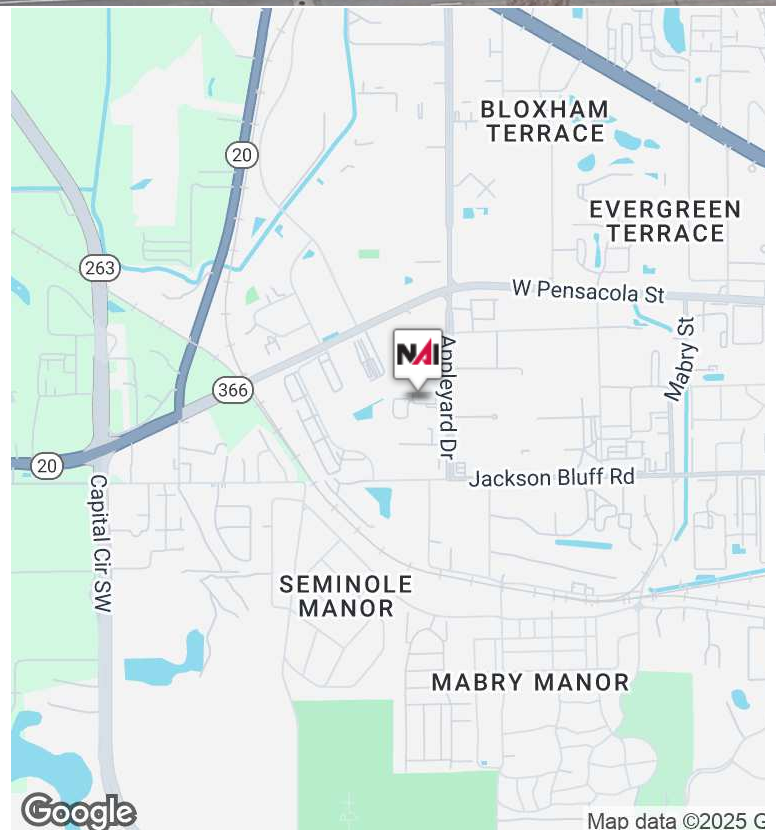 BLOXHAM
TERRACE
20
EVERGREEN
TERRACE
263
W Pensacola St
NAI
Appleyard Dr
Mabry St
366
20
Jackson Bluff Rd
Capital Cir SW
SEMINOLE
MANOR
MABRY MANOR
Google
Map data ©2025 G